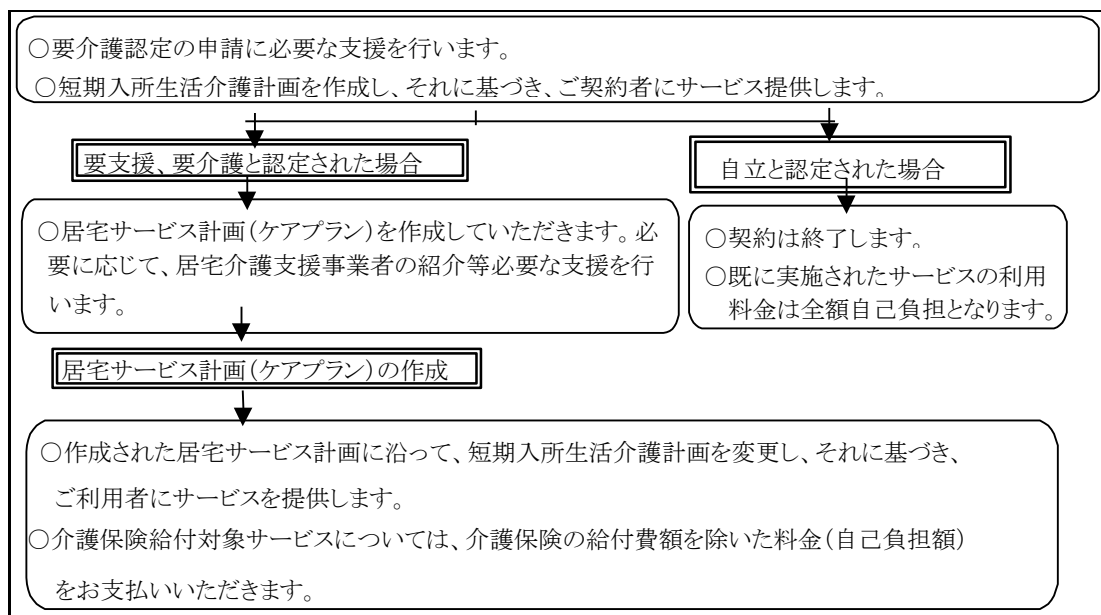 ○要介護認定の申請に必要な支援を行います。
○短期入所生活介護計画を作成し、それに基づき、ご契約者にサービス提供します。
要支援、要介護と認定された場合
自立と認定された場合
○居宅サービス計画(ケアプラン)を作成していただきます。必
要に応じて、居宅介護支援事業者の紹介等必要な支援を行
います。
○契約は終了します。
○既に実施されたサービスの利用
料金は全額自己負担となります。
居宅サービス計画(ケアプラン)の作成
○作成された居宅サービス計画に沿って、短期入所生活介護計画を変更し、それに基づき、
ご利用者にサービスを提供します。
○介護保険給付対象サービスについては、介護保険の給付費額を除いた料金(自己負担額)
をお支払いいただきます。